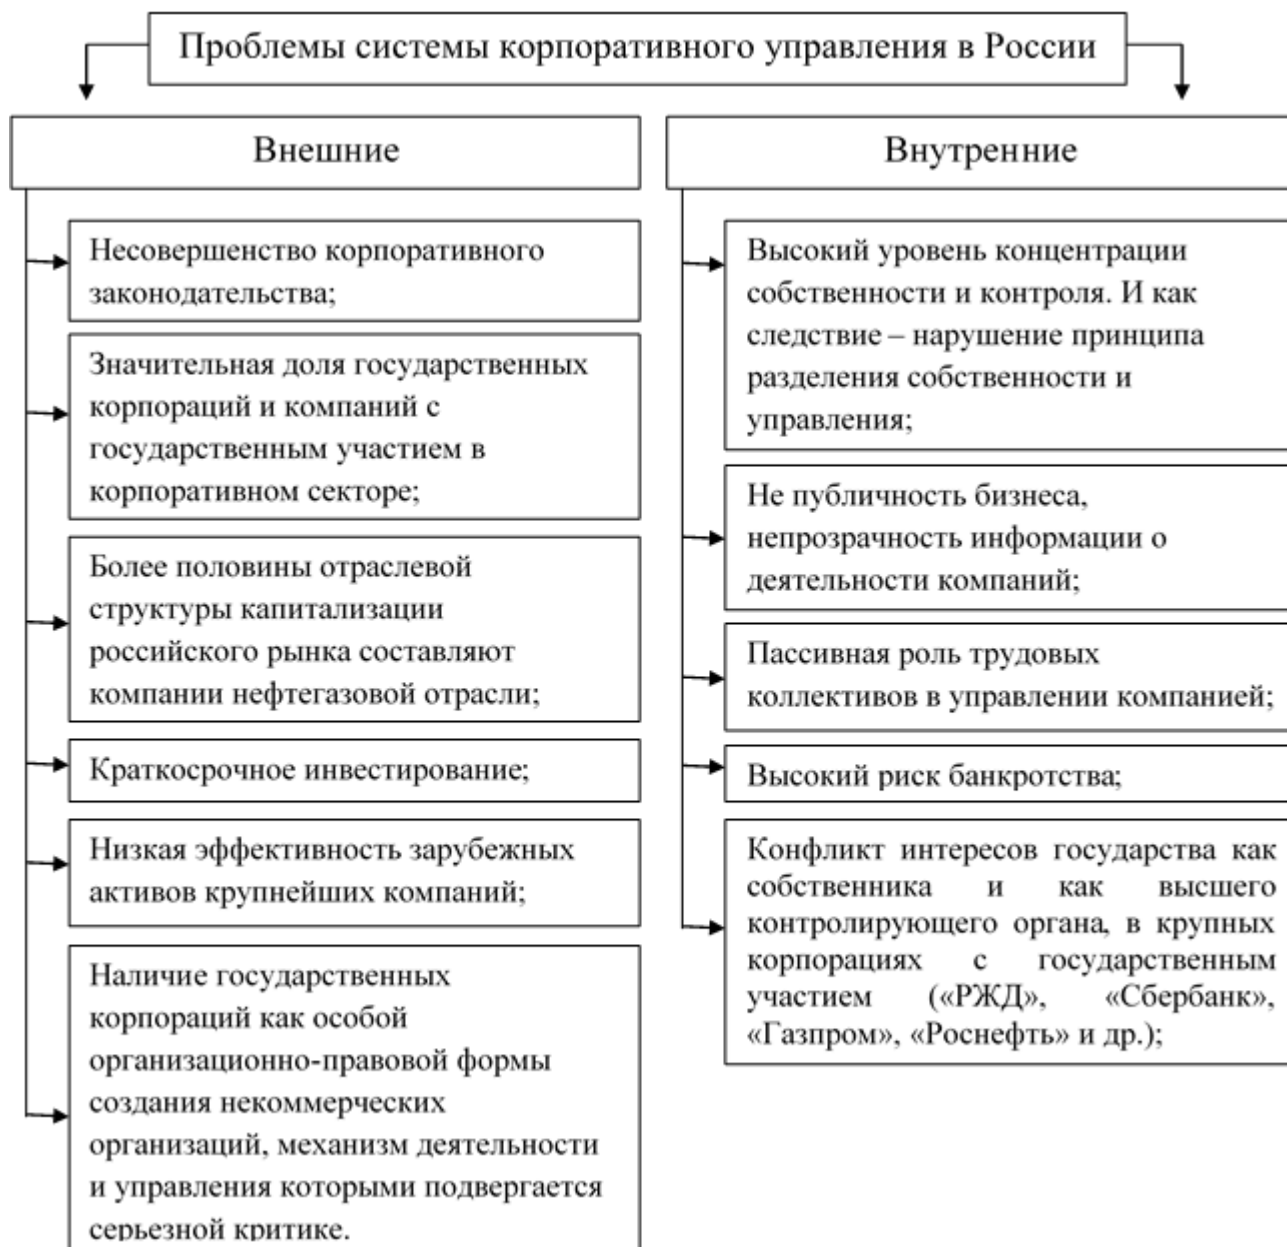 Проблемы системы корпоративного управления в России
Внешние
Несовершенство корпоративного
законодательства;
Значительная доля государственных
корпораций и компаний с
государственным участием в
корпоративном секторе;
Более половины отраслевой
структуры капитализации
российского рынка составляют
компании нефтегазовой отрасли;
Краткосрочное инвестирование;
Низкая эффективность зарубежных
активов крупнейших компаний;
Наличие государственных
корпораций как особой
организационно-правовой формы
создания некоммерческих
организаций, механизм деятельности
и управления которыми подвергается
серьезной критике.
Внутренние
Высокий уровень концентрации
собственности и контроля. И как
следствие – нарушение принципа
разделения собственности и
управления;
Не публичность бизнеса,
непрозрачность информации о
деятельности компаний;
Пассивная роль трудовых
коллективов в управлении компанией;
Высокий риск банкротства;
Конфликт интересов государства как
собственника и как высшего
контролирующего органа, в крупных
корпорациях с государственным
участием («РЖД», «Сбербанк»,
«Газпром», «Роснефть» и др.);